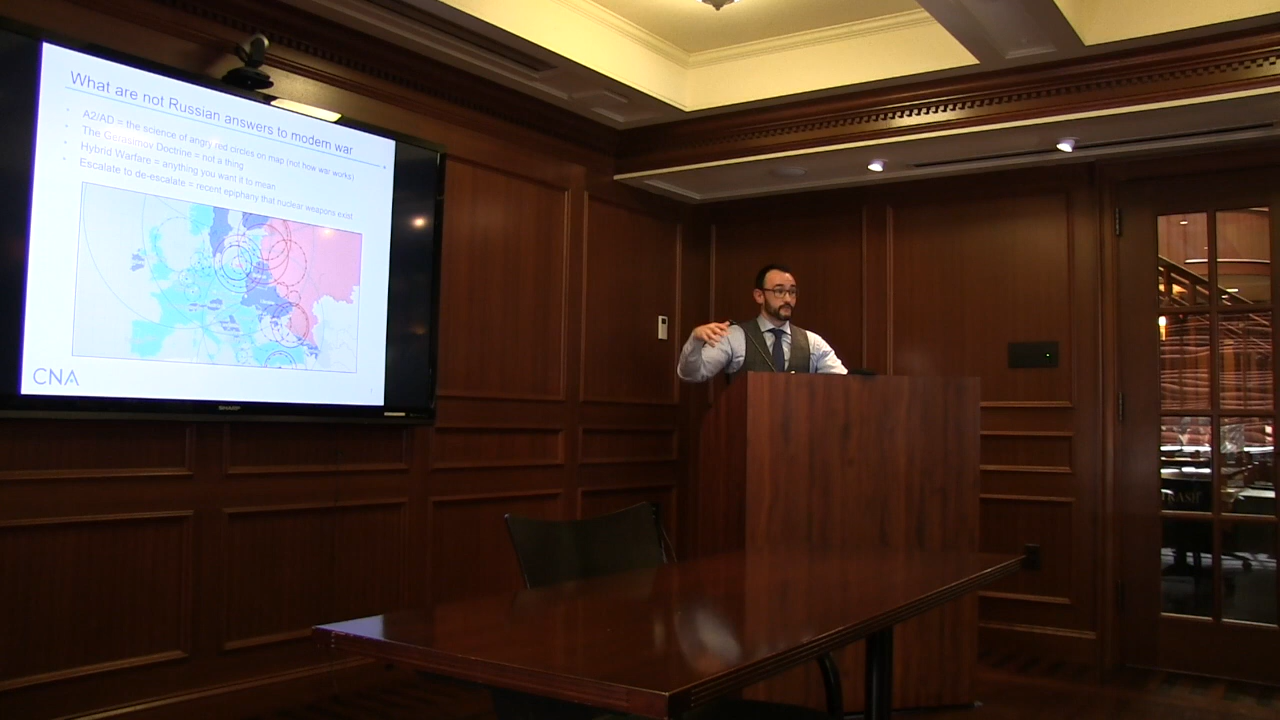 What are not Russian answers to modern war
A2/AD = the science of angry red circles on map (not how war works)
The Gerasimov Doctrine = not a thing
Hybrid Warfare = anything you want it to mean
Escalate to de-escalate = recent epiphany that nuclear weapons exist
CNA
SHARP
TRASH